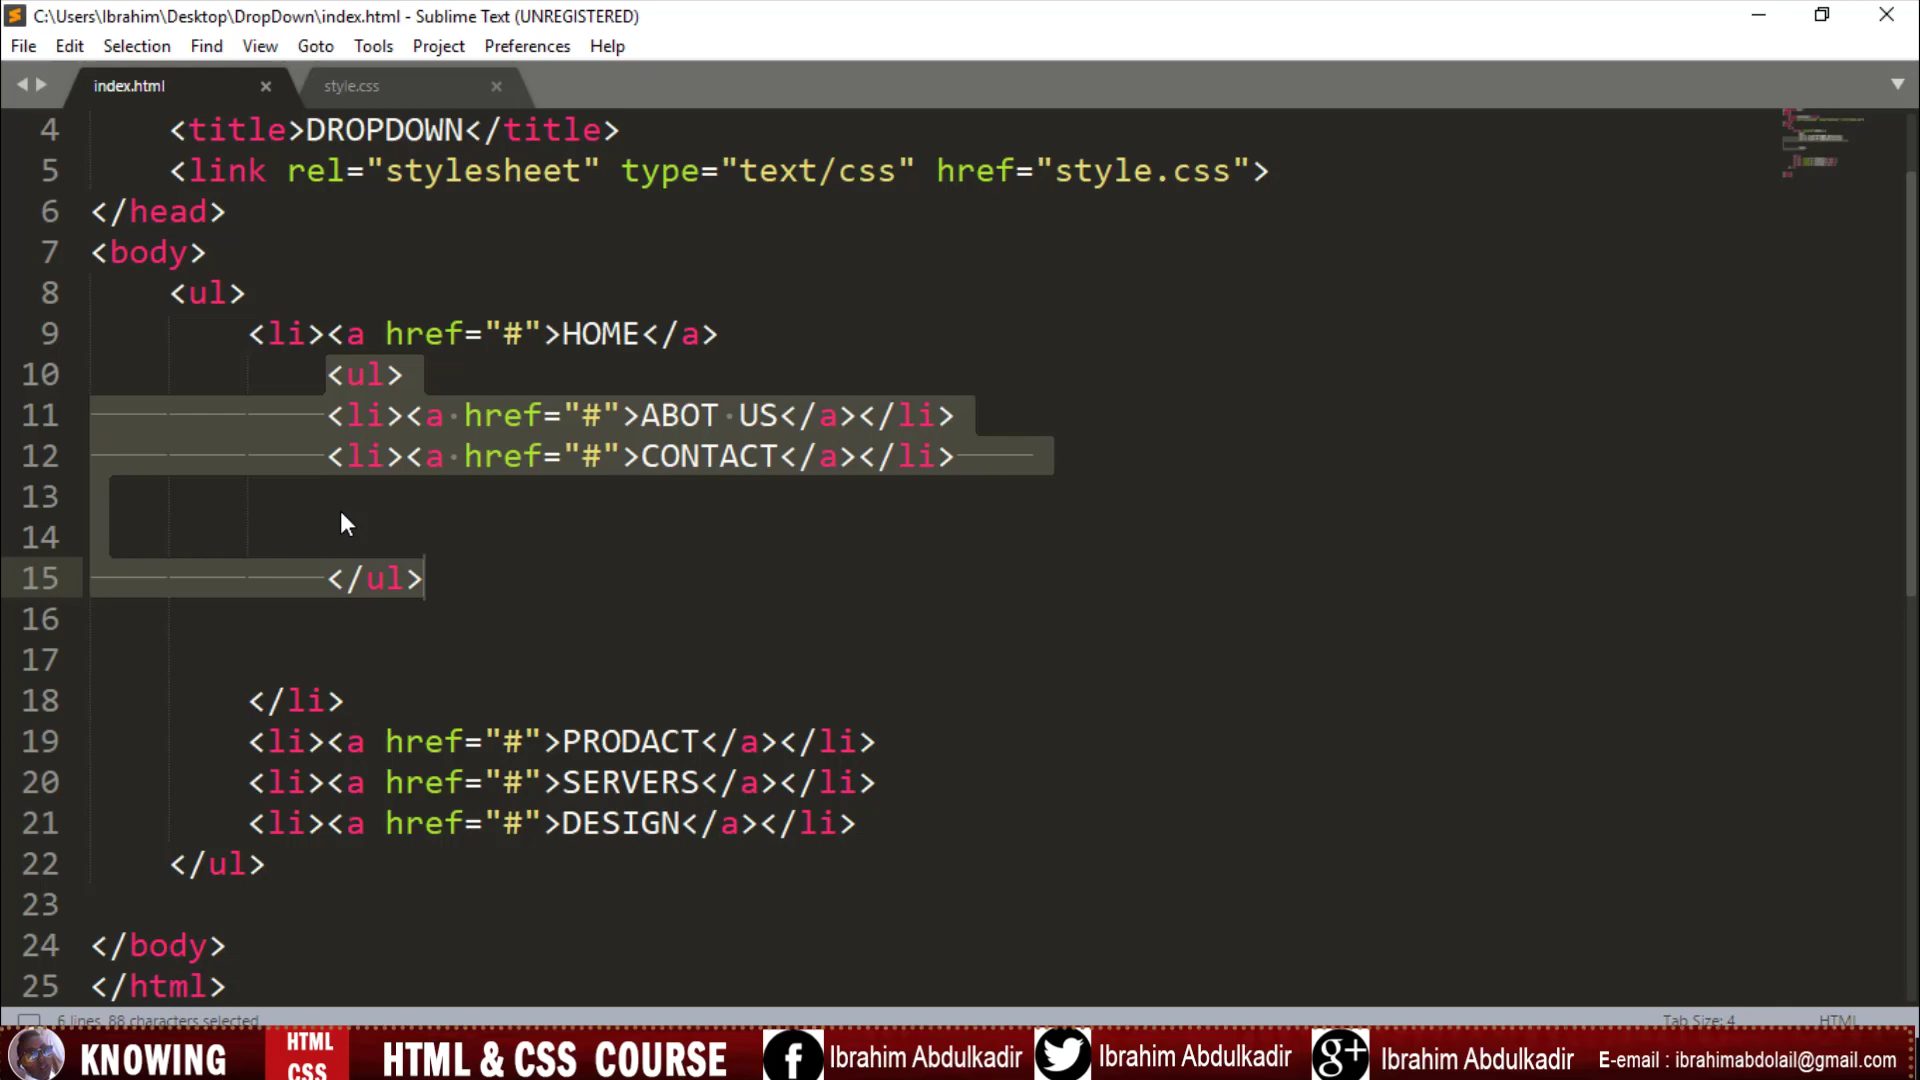 C:\Users\Ibrahim\Desktop\DropDown\index.html - Sublime Text (UNREGISTERED)
File Edit Selection Find View Goto Tools Project Preferences Help
index.html × style.css ×
4 <title>DROPDOWN</title>
5 <link rel="stylesheet" type="text/css" href="style.css">
6 </head>
7 <body>
8 <ul>
9 <li><a href="#">HOME</a>
10 <ul>
11 <li><a href="#">ABOT US</a></li>
12 <li><a href="#">CONTACT</a></li>
13
14
15 </ul>
16
17
18 </li>
19 <li><a href="#">PRODACT</a></li>
20 <li><a href="#">SERVERS</a></li>
21 <li><a href="#">DESIGN</a></li>
22 </ul>
23
24 </body>
25 </html>
6 lines, 88 characters selected Tab Size: 4 HTML
KNOWING HTML CSS HTML & CSS COURSE f Ibrahim Abdulkadir Ibrahim Abdulkadir g+ Ibrahim Abdulkadir E-email : ibrahimabdolail@gmail.com